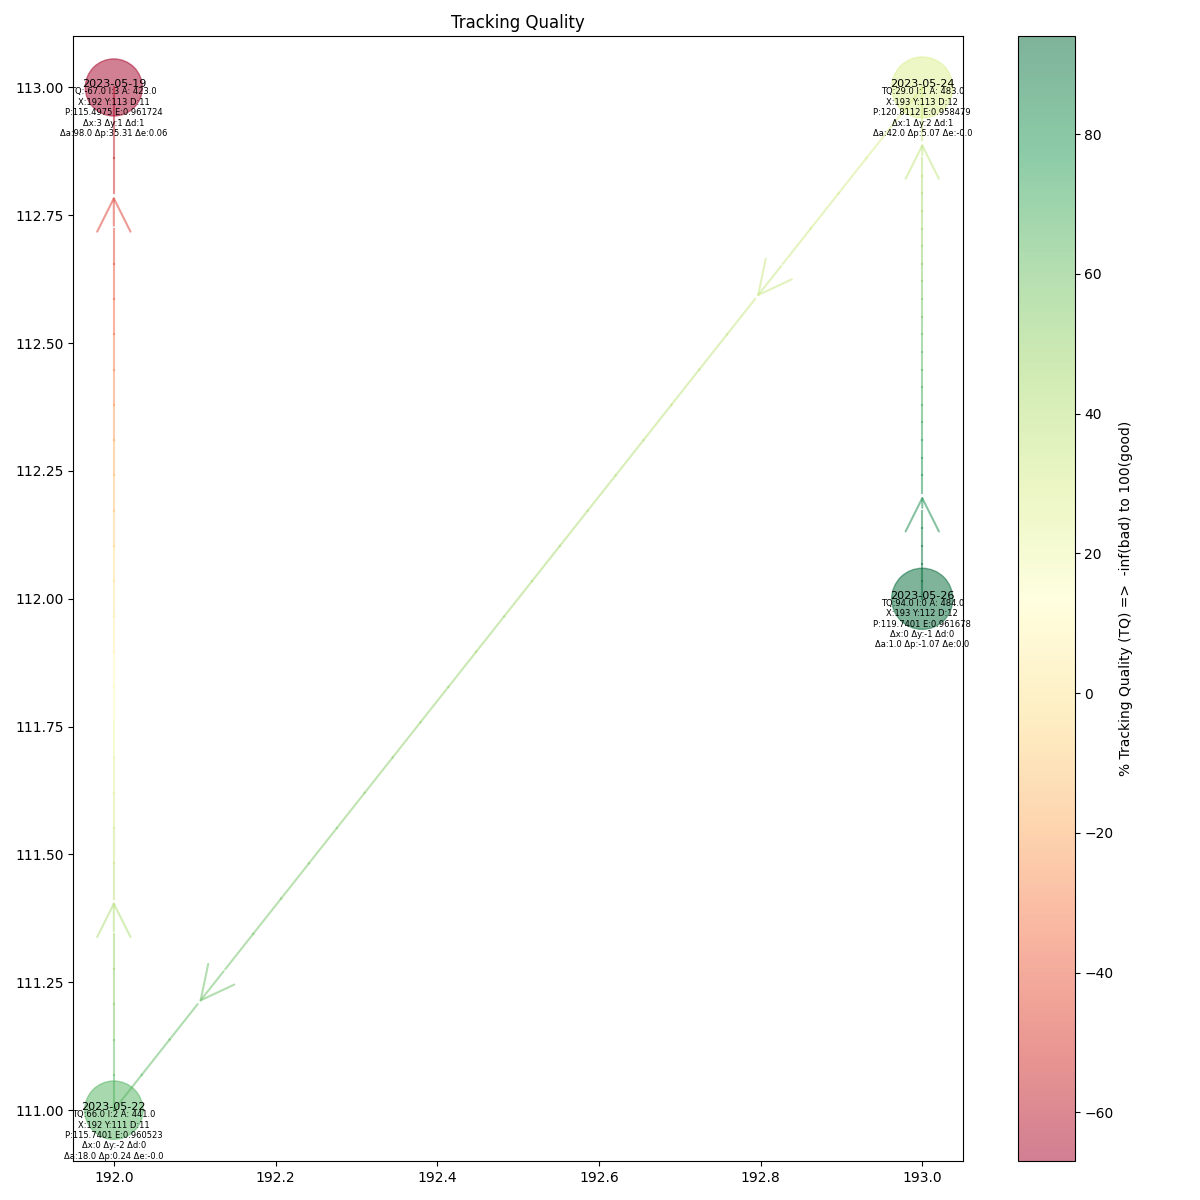 Tracking Quality
2023-05-19
TQ:-67.0 I:3 A: 423.0
X:192 Y:113 D:11
P:115.4975 E:0.961724
Δx:3 Δy:1 Δd:1
Δa:98.0 Δp:35.31 Δe:0.06
2023-05-24
TQ:29.0 I:1 A: 483.0
X:193 Y:113 D:12
P:120.8112 E:0.958479
Δx:1 Δy:2 Δd:1
Δa:42.0 Δp:5.07 Δe:-0.0
2023-05-26
TQ:94.0 I:0 A: 484.0
X:193 Y:112 D:12
P:119.7401 E:0.961678
Δx:0 Δy:-1 Δd:0
Δa:1.0 Δp:-1.07 Δe:0.0
2023-05-22
TQ:66.0 I:2 A: 441.0
X:192 Y:111 D:11
P:115.7401 E:0.960523
Δx:0 Δy:-2 Δd:0
Δa:18.0 Δp:0.24 Δe:-0.0
113.00
112.75
112.50
112.25
112.00
111.75
111.50
111.25
111.00
192.0 192.2 192.4 192.6 192.8 193.0
80
60
40
20
0
−20
−40
−60
% Tracking Quality (TQ) => -inf(bad) to 100(good)